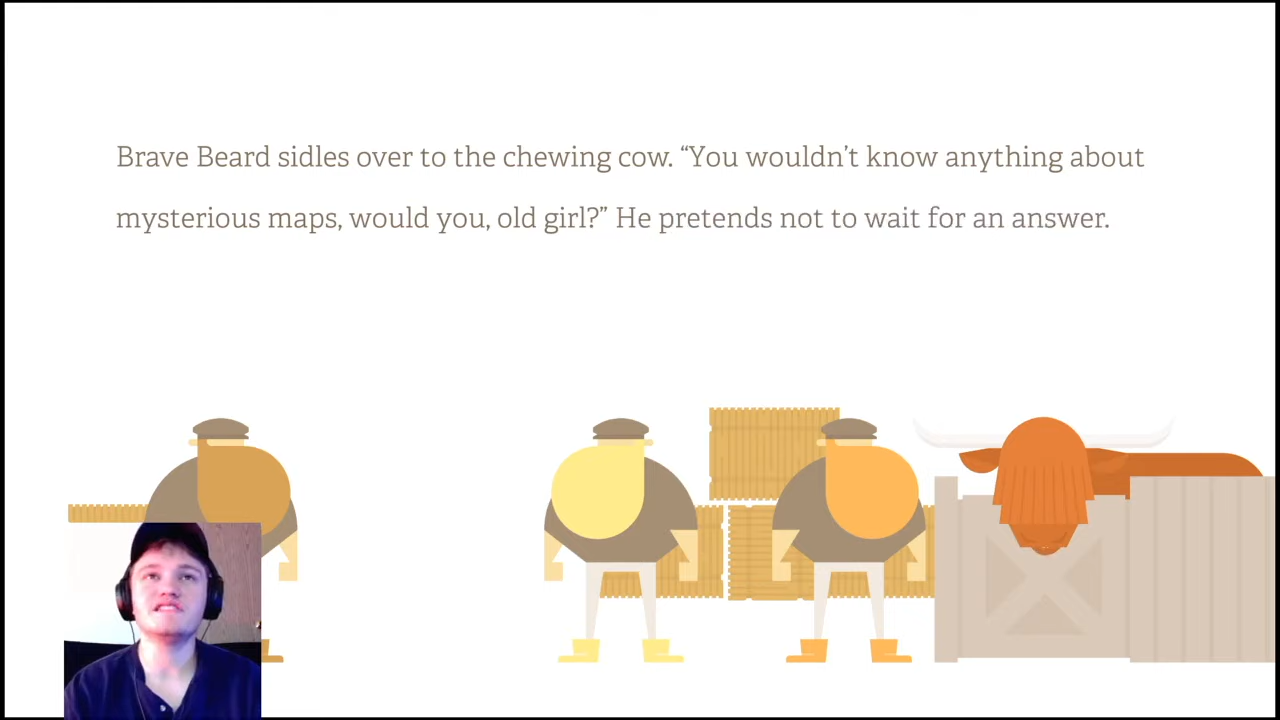 Brave Beard sidles over to the chewing cow. “You wouldn’t know anything about
mysterious maps, would you, old girl?” He pretends not to wait for an answer.